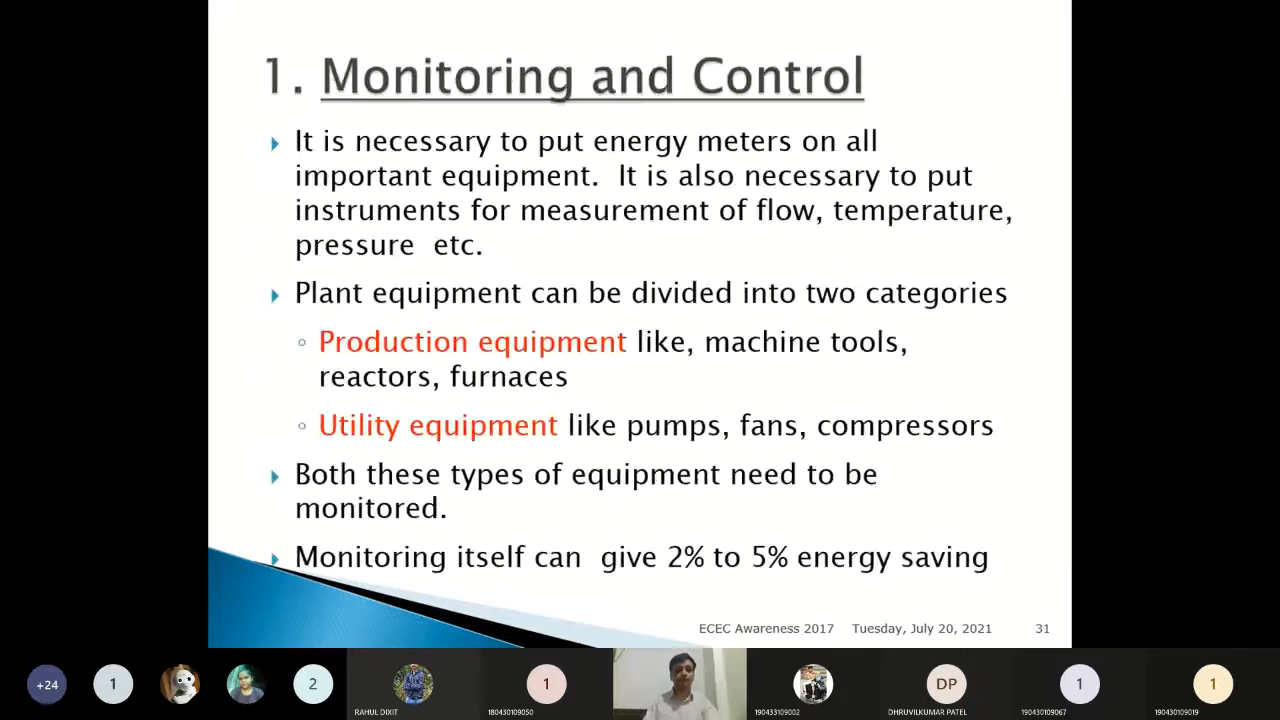 1. Monitoring and Control
It is necessary to put energy meters on all
important equipment. It is also necessary to put
instruments for measurement of flow, temperature,
pressure etc.
Plant equipment can be divided into two categories
Production equipment like, machine tools,
reactors, furnaces
Utility equipment like pumps, fans, compressors
Both these types of equipment need to be
monitored.
Monitoring itself can give 2% to 5% energy saving
ECEC Awareness 2017 Tuesday, July 20, 2021 31
+24 1 2 1 DP 1 1
RAHUL DIXIT 180430109050 190433109002 DHRUVILKUMAR PATEL 190430109067 190430109019